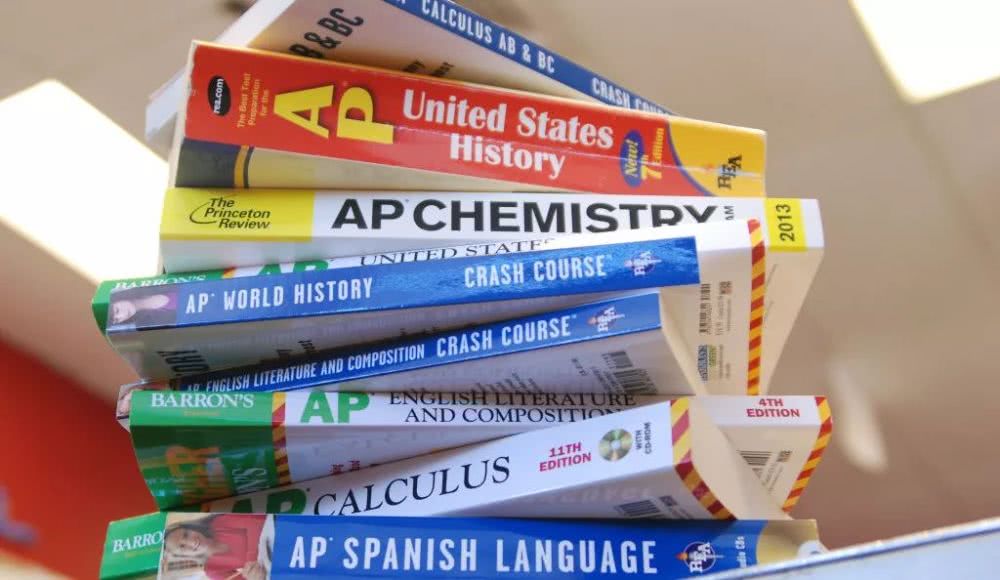 B & BC
CALCULUS AB & BC
CRASH
rea.com
The Best Test
Preparation
for the
AP®
United States
History
New!
7th Edition
REA
The
Princeton
Review
AP® CHEMISTRY
2013
BARRON'S
AP®
UNITED STATES
AP® WORLD HISTORY
CRASH COURSE®
REA
AP® ENGLISH LITERATURE AND COMPOSITION
CRASH COURSE®
REA
BARRON'S
AP®
ENGLISH LITERATURE
AND COMPOSITION
4TH
EDITION
AP®
CALCULUS
11TH
EDITION
WITH
CD-ROM
BARRO
AP® SPANISH LANGUAGE
REA